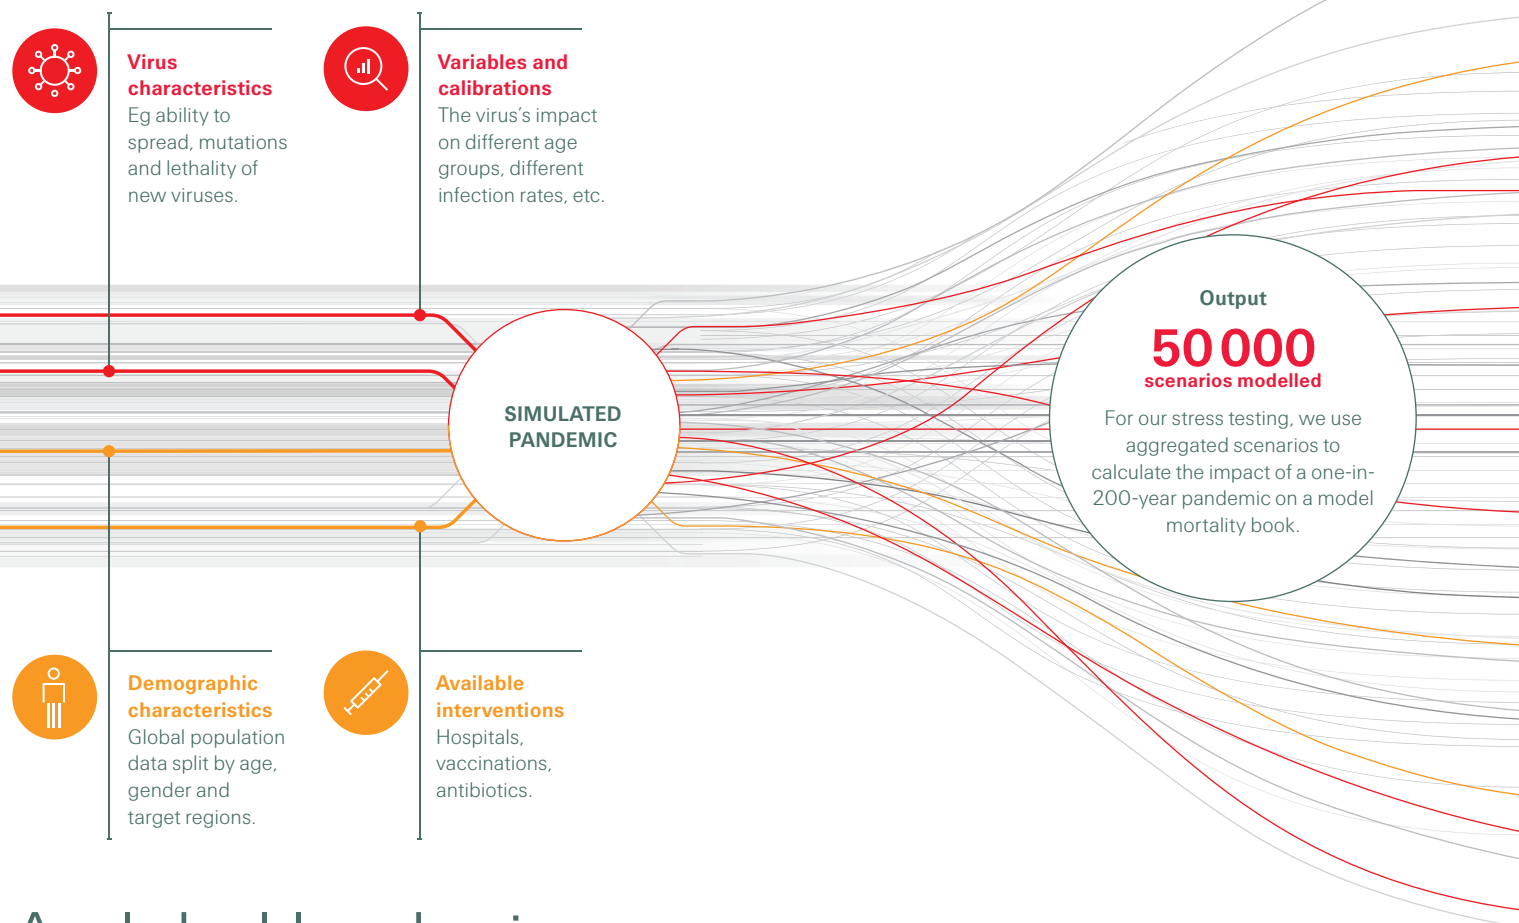 Virus
characteristics
Eg ability to
spread, mutations
and lethality of
new viruses.
Variables and
calibrations
The virus's impact
on different age
groups, different
infection rates, etc.
SIMULATED
PANDEMIC
Output
50 000
scenarios modelled
For our stress testing, we use
aggregated scenarios to
calculate the impact of a one-in-
200-year pandemic on a model
mortality book.
Demographic
characteristics
Global population
data split by age,
gender and
target regions.
Available
interventions
Hospitals,
vaccinations,
antibiotics.